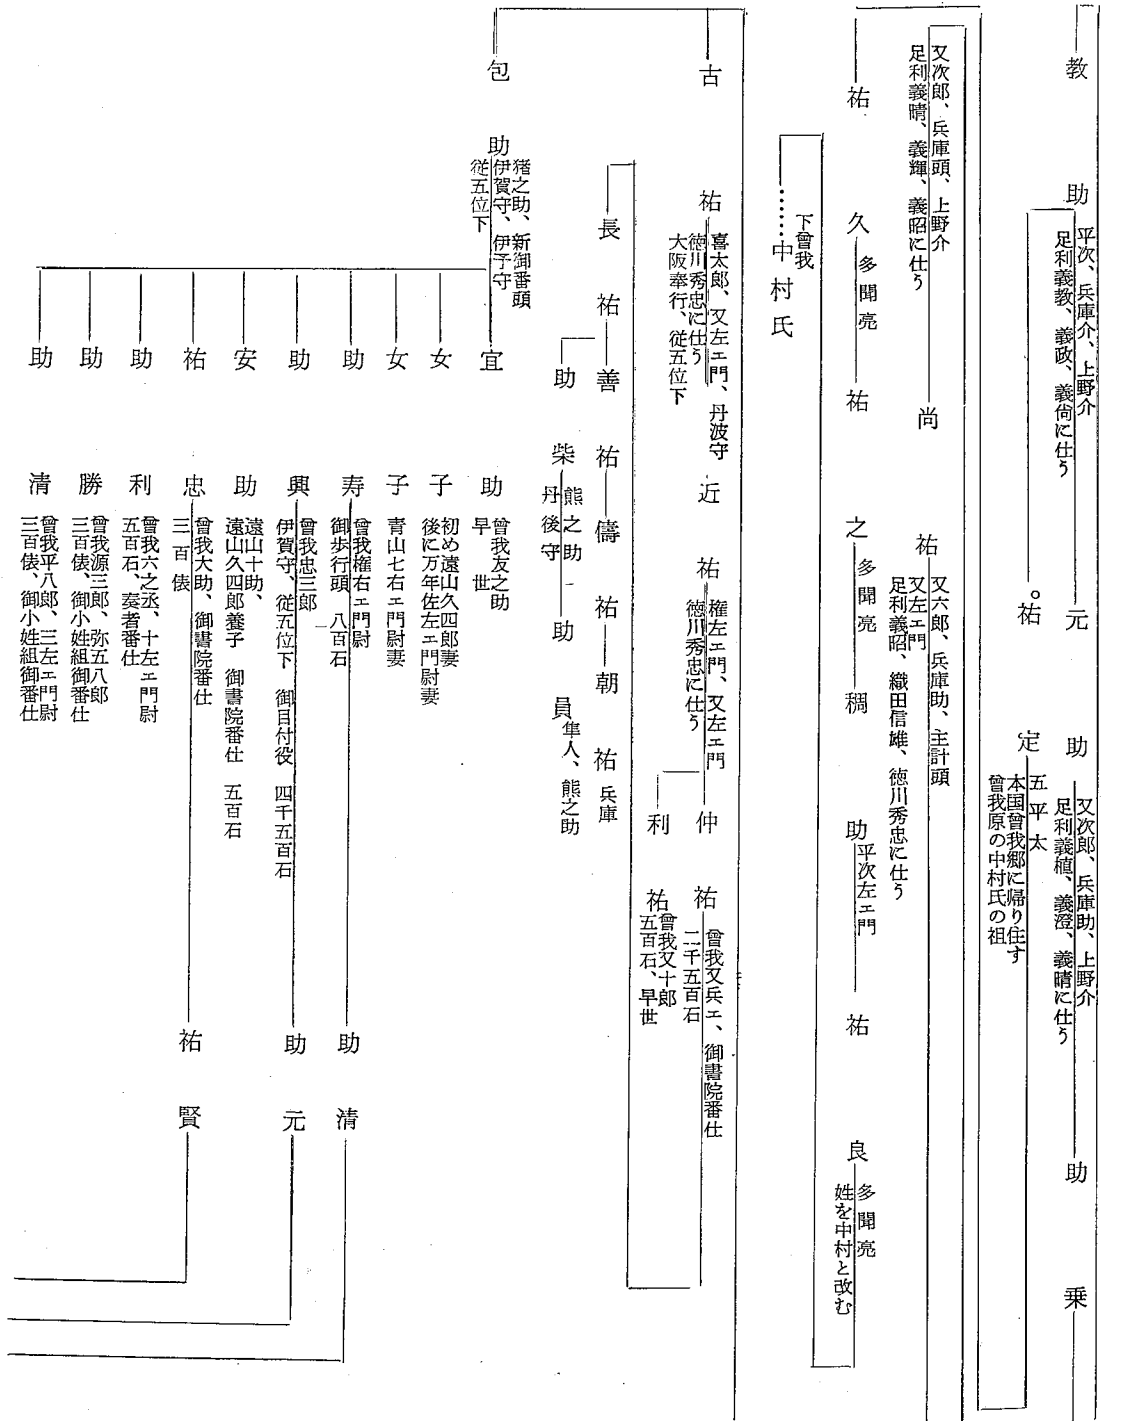 教助
平次、兵庫介、上野介
足利義教、義政、義尚に仕う
元助
又次郎、兵庫助、上野介
足利義植、義澄、義晴に仕う
助乗
祐定
五平太
本国曾我郷に帰り住す
曾我原の中村氏の祖
又次郎、兵庫頭、上野介
足利義晴、義輝、義昭に仕う
尚祐
又六郎、兵庫助、主計頭
又左エ門
足利義昭、織田信雄、徳川秀忠に仕う
祐久
多聞亮
祐之
多聞亮
稠助
平次左エ門
祐良
多聞亮
姓を中村と改む
下曾我
中村氏
古祐
喜太郎、又左エ門、丹波守
徳川秀忠に仕う
大阪奉行、従五位下
近祐
権左エ門、又左エ門
徳川秀忠に仕う
仲祐
曾我又兵エ、御書院番仕
二千五百石
利祐
曾我又十郎
五百石、早世
長祐
善祐
儔祐
朝祐
兵庫
助柴
熊之助
丹後守
助員
隼人、熊之助
包助
猪之助、新御番頭
伊賀守、伊予守
従五位下
宜助
曾我友之助
早世
女子
初め遠山久四郎妻
後に万年佐左エ門尉妻
女子
青山七右エ門尉妻
助寿
曾我権右エ門尉
御歩行頭 八百石
助清
助興
曾我忠三郎
伊賀守、従五位下 御目付役 四千五百石
助元
安助
遠山十助、
遠山久四郎養子 御書院番仕 五百石
祐忠
曾我大助、御書院番仕
三百俵
祐賢
助利
曾我六之丞、十左エ門尉
五百石、奏者番仕
助勝
曾我源三郎、弥五八郎
三百俵、御小姓組御番仕
助清
曾我平八郎、三左エ門尉
三百俵、御小姓組御番仕